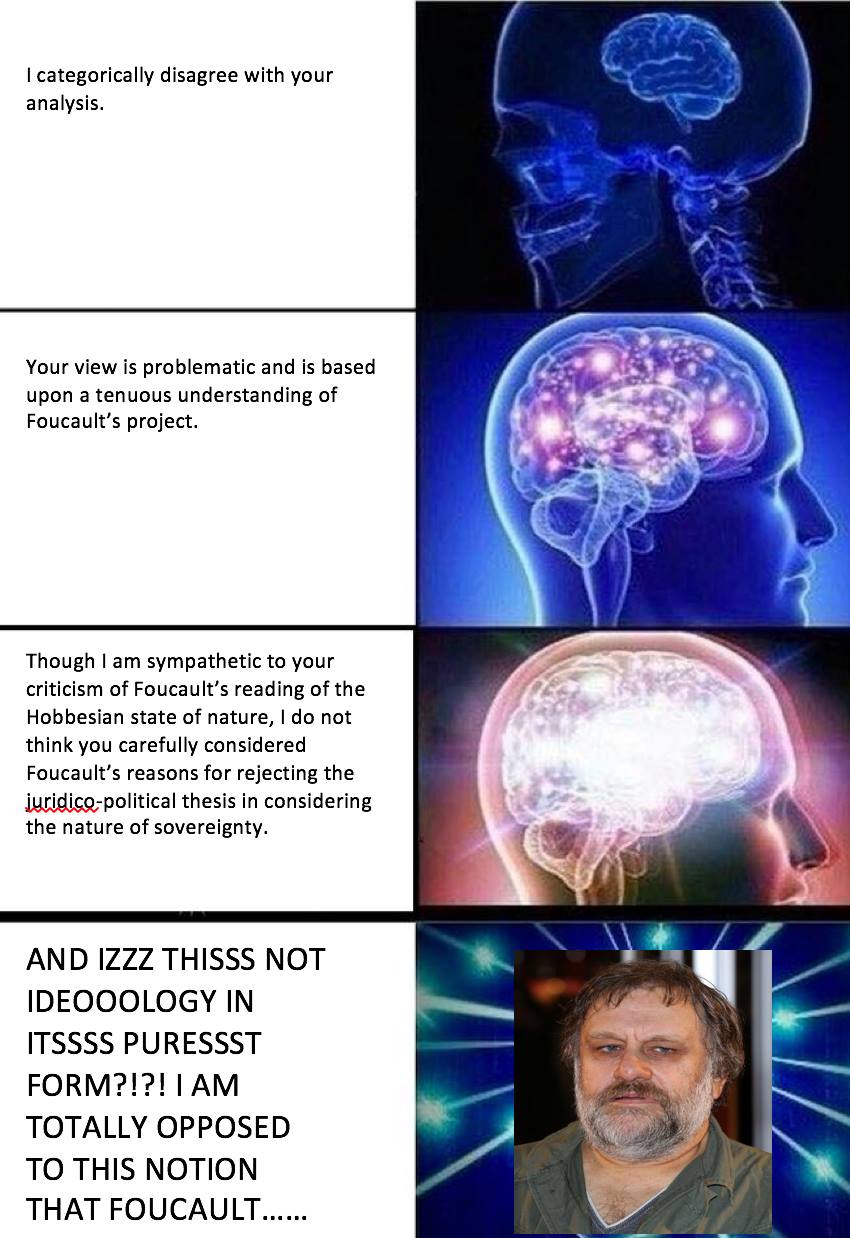 I categorically disagree with your
analysis.
Your view is problematic and is based
upon a tenuous understanding of
Foucault’s project.
Though I am sympathetic to your
criticism of Foucault’s reading of the
Hobbesian state of nature, I do not
think you carefully considered
Foucault’s reasons for rejecting the
juridico-political thesis in considering
the nature of sovereignty.
AND IZZZ THISSS NOT
IDEOOOLOGY IN
ITSSSS PURESSST
FORM?!?! I AM
TOTALLY OPPOSED
TO THIS NOTION
THAT FOUCAULT……